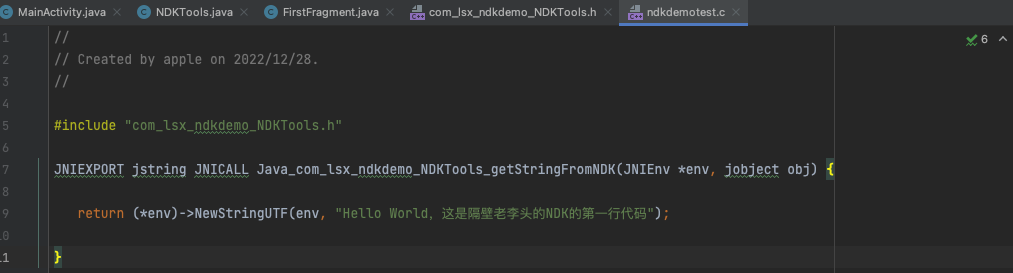 MainActivity.java × NDKTools.java × FirstFragment.java × com_lsx_ndkdemo_NDKTools.h × ndkdemotest.c ×
1 //
2 // Created by apple on 2022/12/28.
3 //
4
5 #include "com_lsx_ndkdemo_NDKTools.h"
6
7 JNIEXPORT jstring JNICALL Java_com_lsx_ndkdemo_NDKTools_getStringFromNDK(JNIEnv *env, jobject obj) {
8
9 return (*env)->NewStringUTF(env, "Hello World, 这是隔壁老李头的NDK的第一行代码");
10
11 }
6